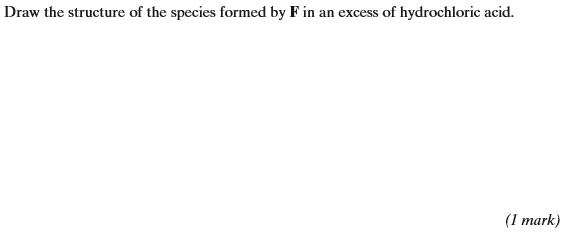 Draw the structure of the species formed by F in an excess of hydrochloric acid.
(1 mark)